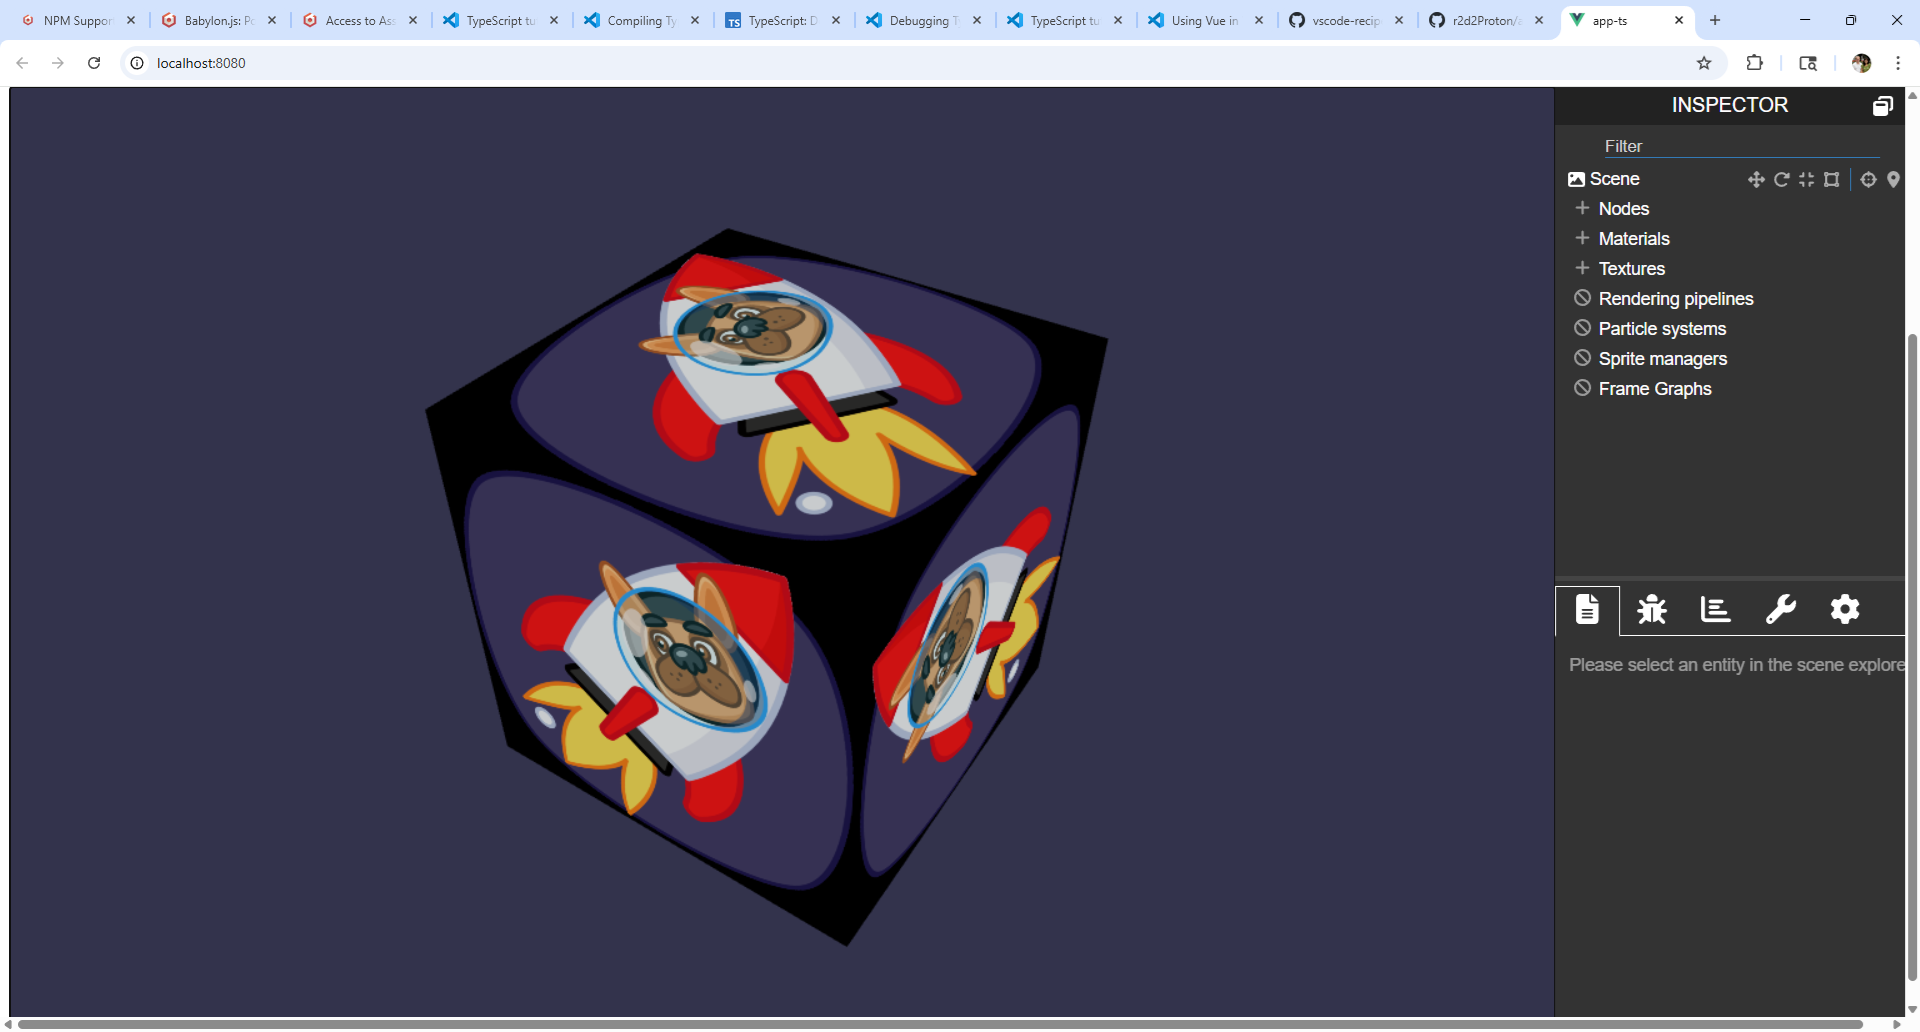 NPM Suppor
Babylon.js: Po
Access to Ass
TypeScript tu
Compiling Ty
TypeScript: D
Debugging T
TypeScript tu
Using Vue in
vscode-recip
r2d2Proton/a
app-ts
localhost:8080
INSPECTOR
Filter
Scene
Nodes
Materials
Textures
Rendering pipelines
Particle systems
Sprite managers
Frame Graphs
Please select an entity in the scene explore